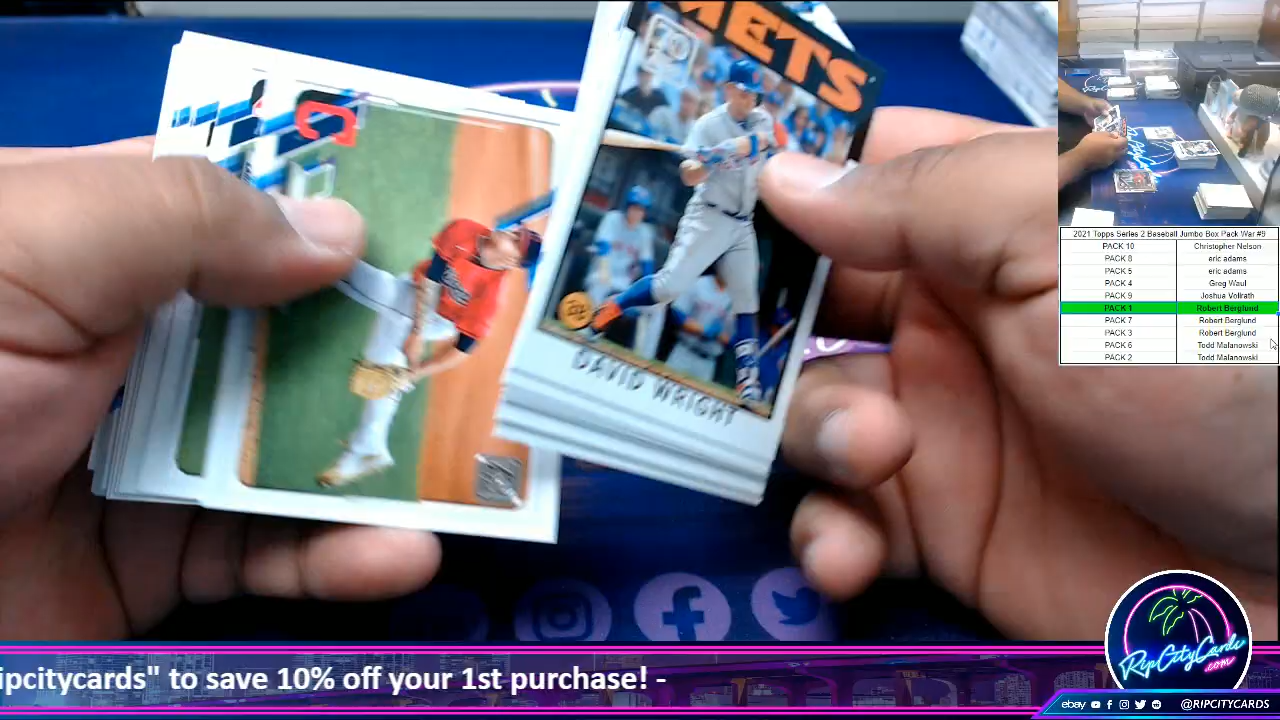 METS
DAVID WRIGHT
C
2021 Topps Series 2 Baseball Jumbo Box Pack War #9
PACK 10 Christopher Nelson
PACK 8 eric adams
PACK 5 eric adams
PACK 4 Greg Waul
PACK 9 Joshua Vollrath
PACK 1 Robert Berglund
PACK 7 Robert Berglund
PACK 3 Robert Berglund
PACK 6 Todd Malanowski
PACK 2 Todd Malanowski
ipcitycards" to save 10% off your 1st purchase! -
RipCityCards
.com
ebay @RIPCITYCARDS